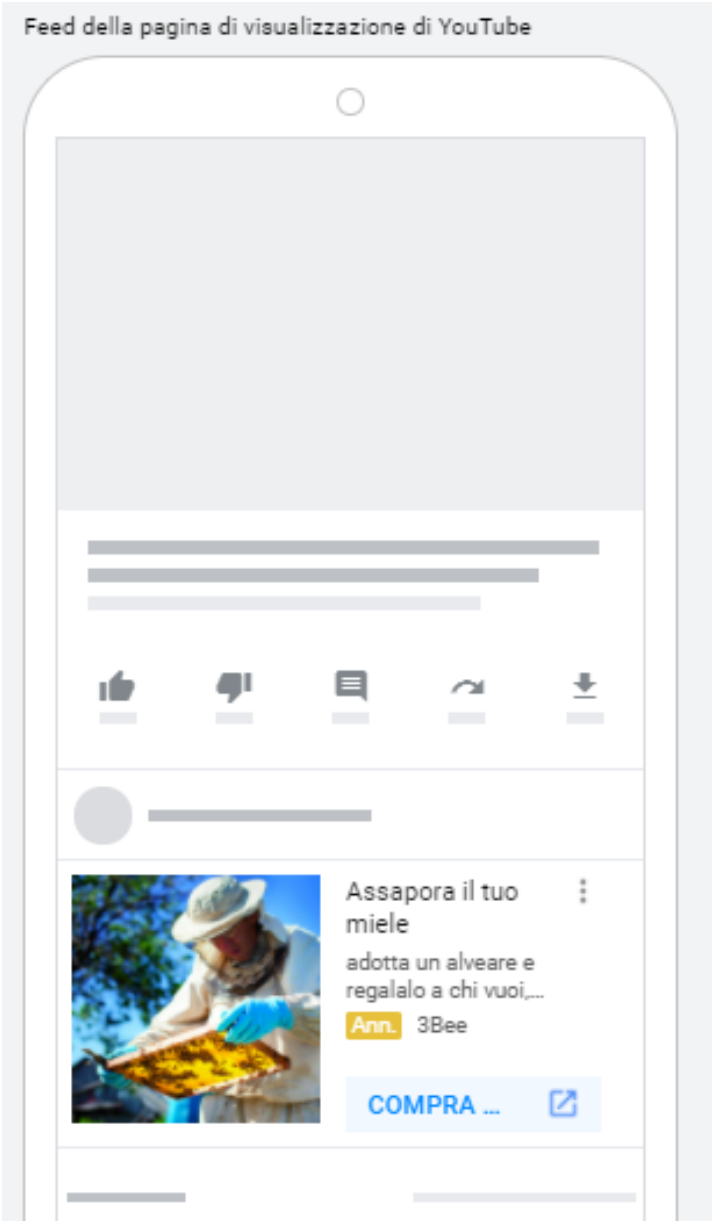 Feed della pagina di visualizzazione di YouTube
Assapora il tuo
miele
adotta un alveare e
regalalo a chi vuoi,...
Ann. 3Bee
COMPRA ...